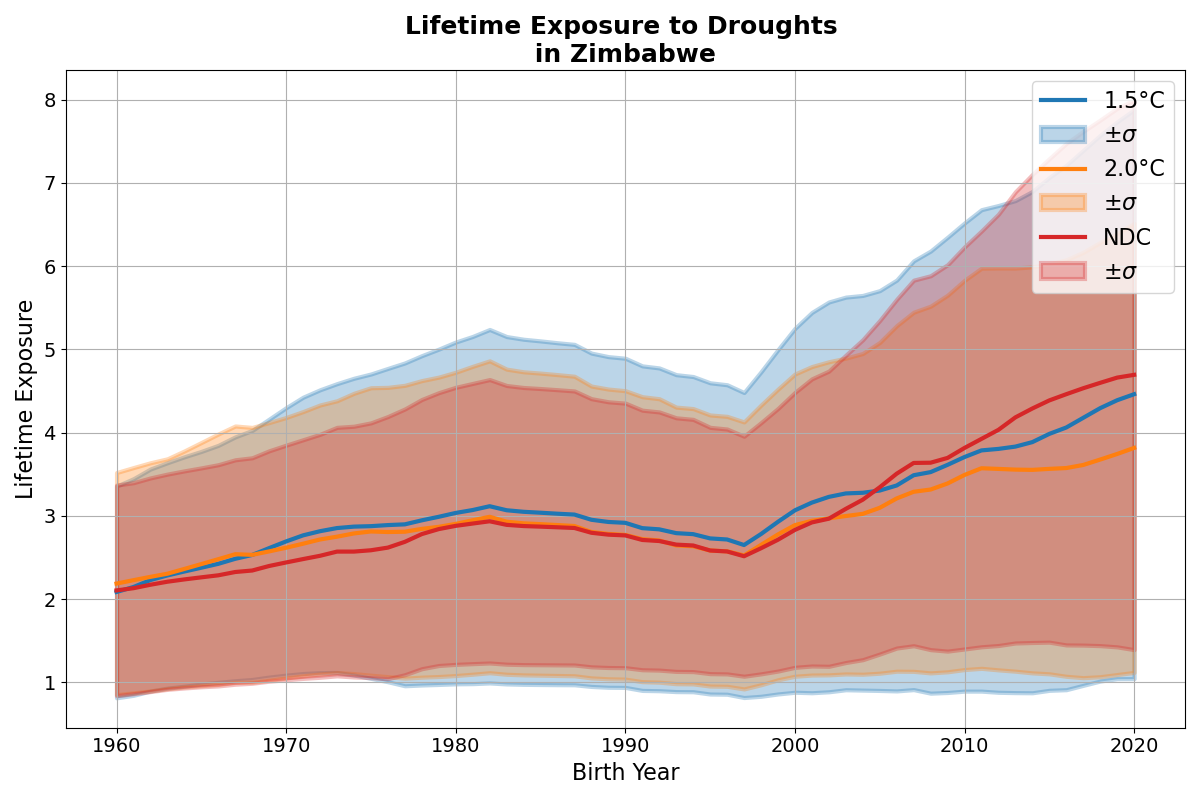 Lifetime Exposure to Droughts
in Zimbabwe
Lifetime Exposure
8
7
6
5
4
3
2
1
1.5°C
±σ
2.0°C
±σ
NDC
±σ
1960
1970
1980
1990
2000
2010
2020
Birth Year